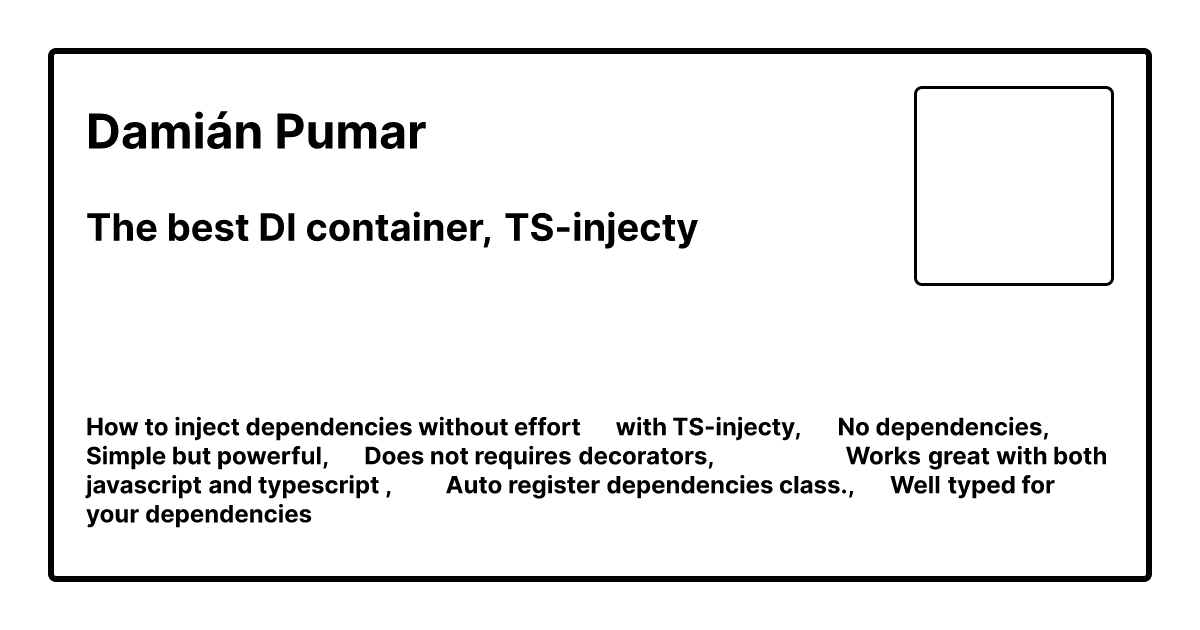 Damián Pumar
The best DI container, TS-injecty
How to inject dependencies without effort with TS-injecty, No dependencies,
Simple but powerful, Does not requires decorators, Works great with both
javascript and typescript , Auto register dependencies class., Well typed for
your dependencies